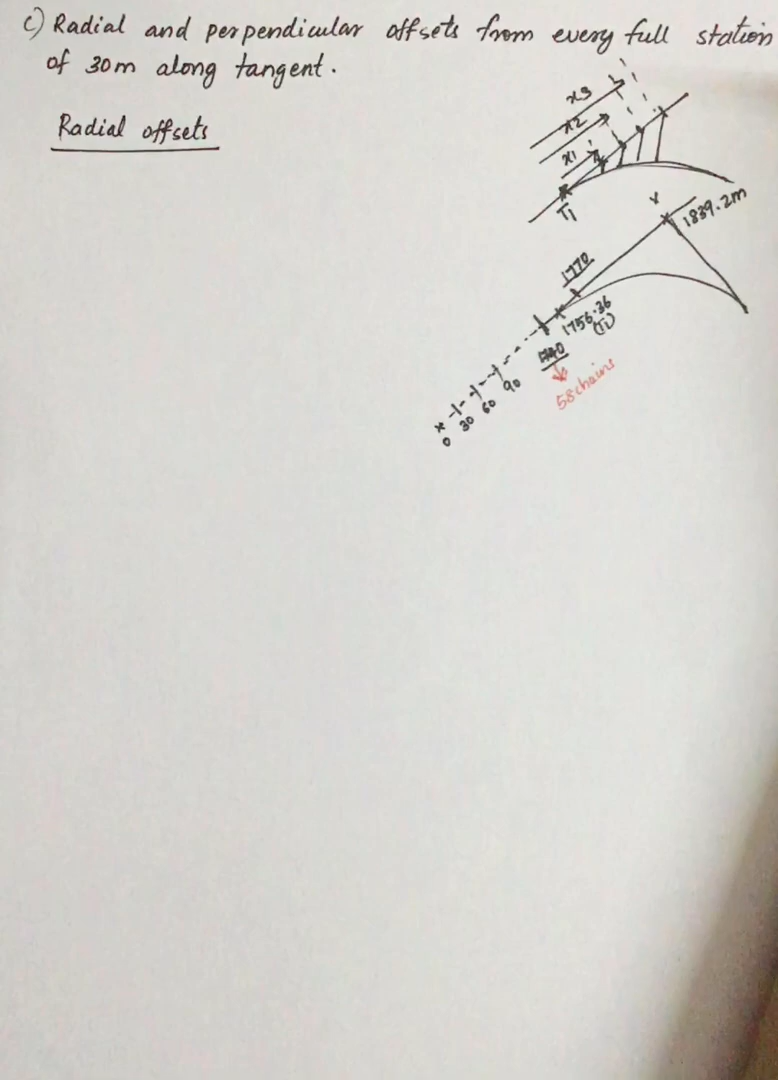 c) Radial and perpendicular offsets from every full station
of 30m along tangent.
Radial offsets
x3
x2
x1
T1
V
1839.2m
1770
1756.36
(T1)
1740
58 chains
90
60
30
0